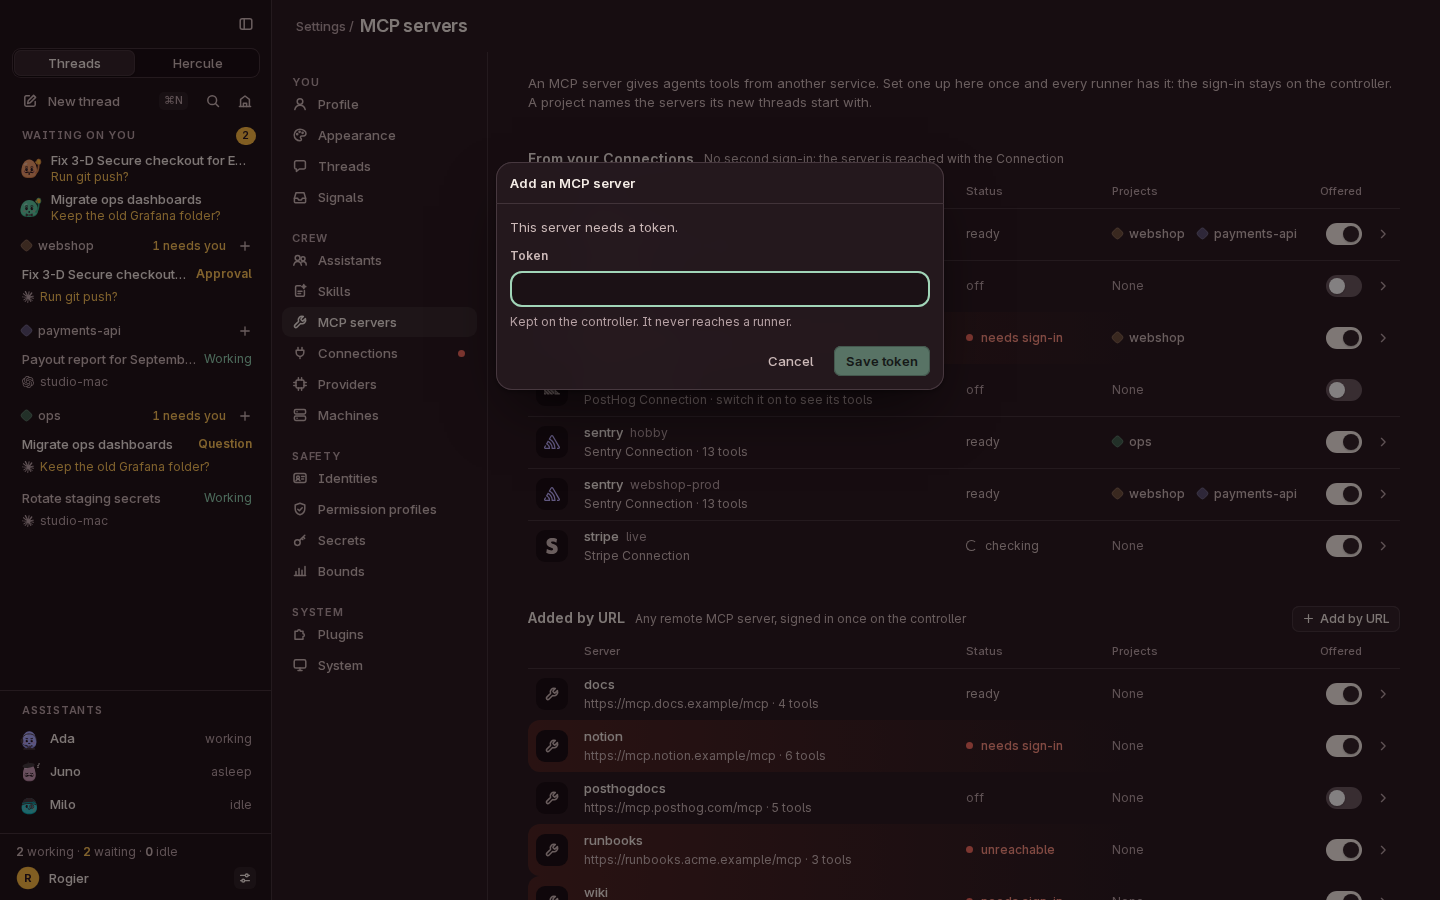 Settings / MCP servers
Threads
Hercule
New thread
⌘N
WAITING ON YOU
2
Fix 3-D Secure checkout for E...
Run git push?
Migrate ops dashboards
Keep the old Grafana folder?
webshop
1 needs you
Fix 3-D Secure checkout...
Approval
Run git push?
payments-api
Payout report for Septemb...
Working
studio-mac
ops
1 needs you
Migrate ops dashboards
Question
Keep the old Grafana folder?
Rotate staging secrets
Working
studio-mac
ASSISTANTS
Ada
working
Juno
asleep
Milo
idle
2 working · 2 waiting · 0 idle
R
Rogier
YOU
Profile
Appearance
Threads
Signals
CREW
Assistants
Skills
MCP servers
Connections
Providers
Machines
SAFETY
Identities
Permission profiles
Secrets
Bounds
SYSTEM
Plugins
System
An MCP server gives agents tools from another service. Set one up here once and every runner has it: the sign-in stays on the controller.
A project names the servers its new threads start with.
From your Connections No second sign-in: the server is reached with the Connection
Status Projects Offered
ready webshop payments-api
off None
needs sign-in webshop
off None
PostHog Connection · switch it on to see its tools
Add an MCP server
This server needs a token.
Token
Kept on the controller. It never reaches a runner.
Cancel
Save token
sentry hobby
Sentry Connection · 13 tools
ready ops
sentry webshop-prod
Sentry Connection · 13 tools
ready webshop payments-api
stripe live
Stripe Connection
checking None
Added by URL Any remote MCP server, signed in once on the controller
Add by URL
Server Status Projects Offered
docs
https://mcp.docs.example/mcp · 4 tools
ready None
notion
https://mcp.notion.example/mcp · 6 tools
needs sign-in None
posthogdocs
https://mcp.posthog.com/mcp · 5 tools
off None
runbooks
https://runbooks.acme.example/mcp · 3 tools
unreachable None
wiki